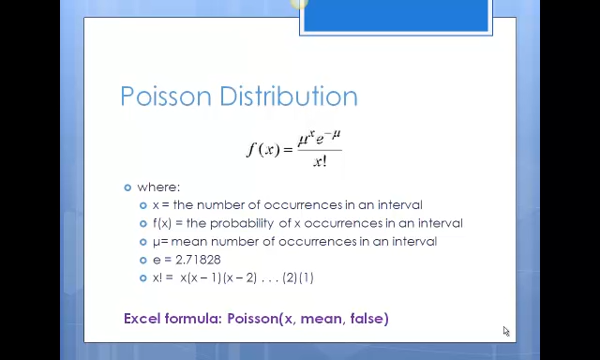 Poisson Distribution
f(x) = μˣe⁻μ / x!
where:
x = the number of occurrences in an interval
f(x) = the probability of x occurrences in an interval
μ= mean number of occurrences in an interval
e = 2.71828
x! = x(x – 1)(x – 2) . . . (2)(1)
Excel formula: Poisson(x, mean, false)